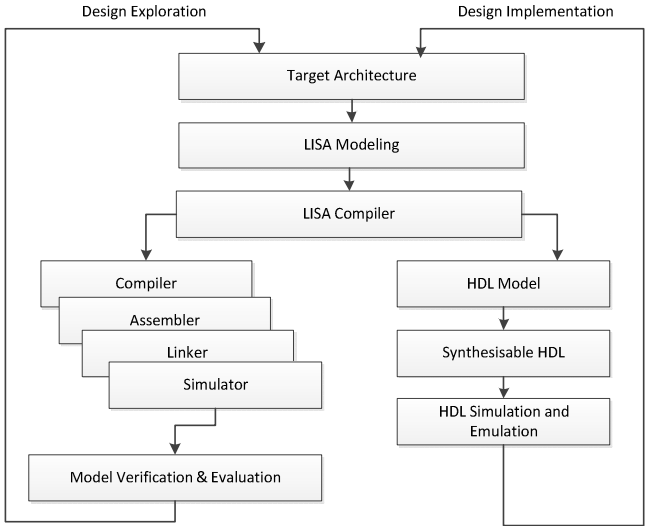 Design Exploration
Design Implementation
Target Architecture
LISA Modeling
LISA Compiler
Compiler
Assembler
Linker
Simulator
Model Verification & Evaluation
HDL Model
Synthesisable HDL
HDL Simulation and
Emulation